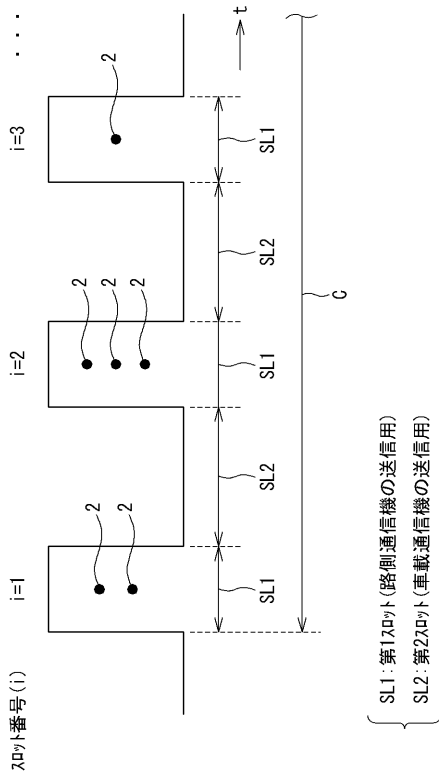 スロット番号(i)
i=1
i=2
i=3
・・・
2
2
2
2
2
2
t
SL1
SL2
SL1
SL2
SL1
C
SL1:第1スロット(路側通信機の送信用)
SL2:第2スロット(車載通信機の送信用)